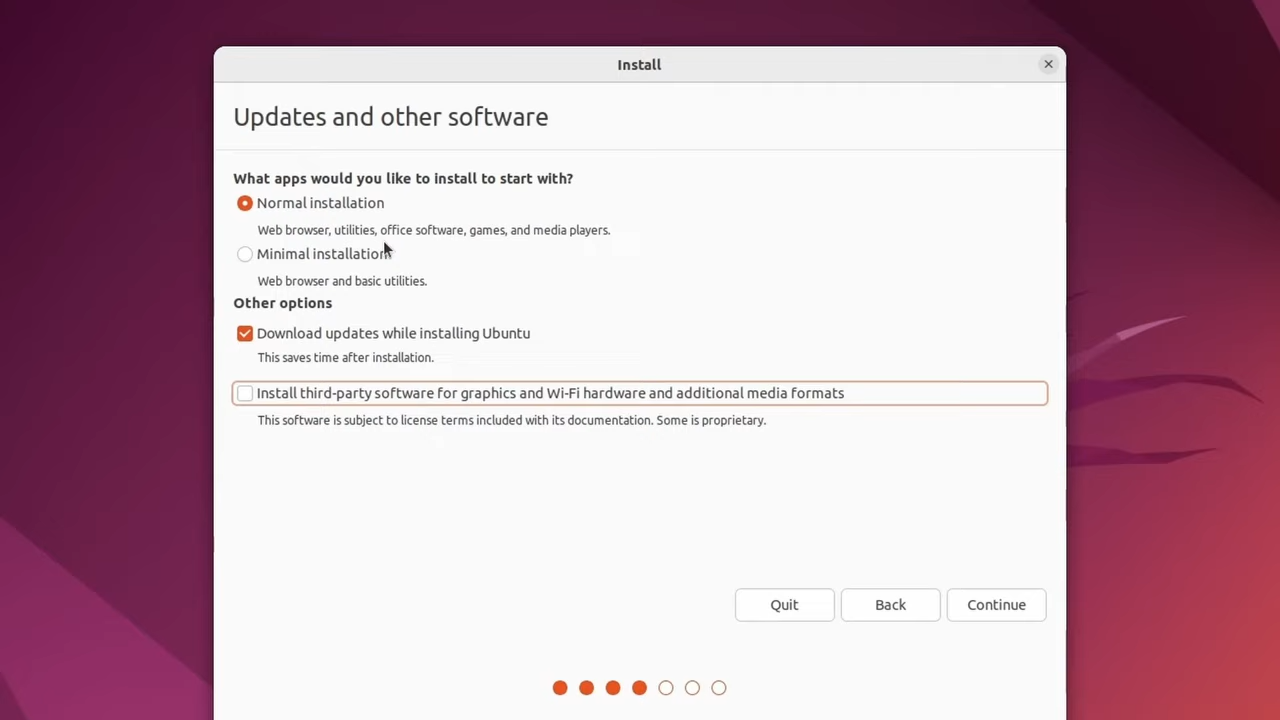 Install
Updates and other software
What apps would you like to install to start with?
Normal installation
Web browser, utilities, office software, games, and media players.
Minimal installation
Web browser and basic utilities.
Other options
Download updates while installing Ubuntu
This saves time after installation.
Install third-party software for graphics and Wi-Fi hardware and additional media formats
This software is subject to license terms included with its documentation. Some is proprietary.
Quit Back Continue